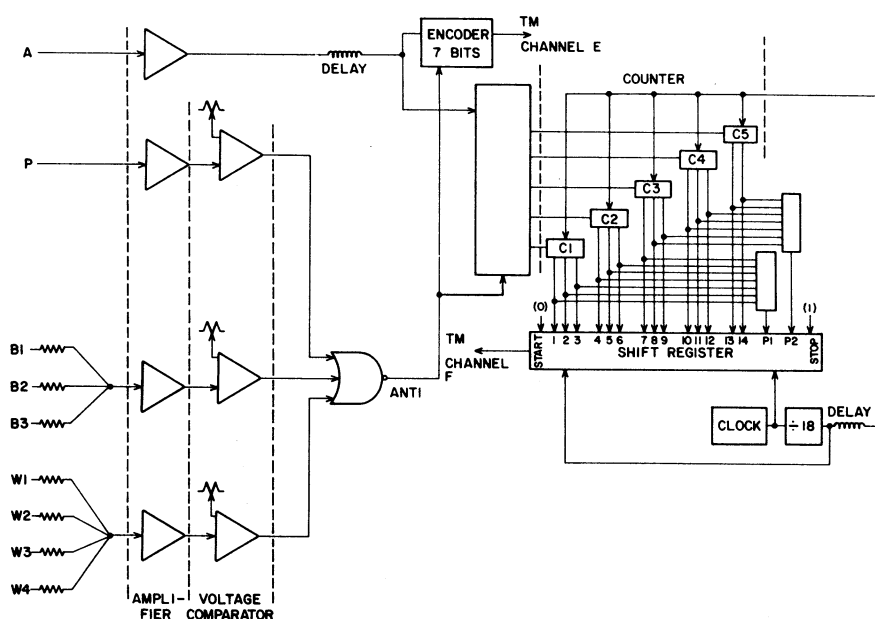 A
DELAY
ENCODER
7 BITS
TM
CHANNEL E
COUNTER
P
C5
C4
C3
C2
C1
(0)
(1)
START
1
2
3
4
5
6
7
8
9
10
11
12
13
14
P1
P2
STOP
SHIFT REGISTER
TM
CHANNEL
F
ANTI
B1
B2
B3
CLOCK
÷18
DELAY
W1
W2
W3
W4
AMPLI-
FIER
VOLTAGE
COMPARATOR